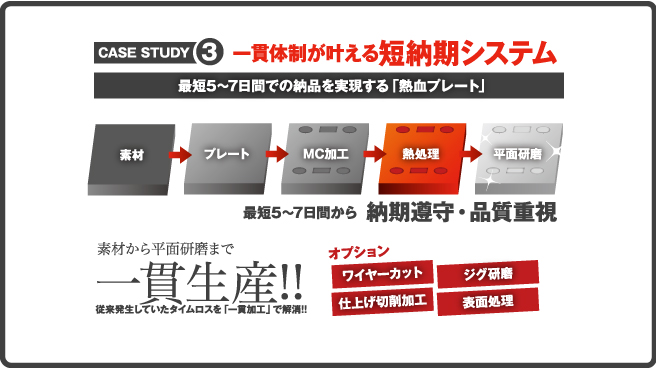 CASE STUDY 3 一貫体制が叶える短納期システム
最短5〜7日間での納品を実現する「熱血プレート」
素材 プレート MC加工 熱処理 平面研磨
最短5〜7日間から 納期遵守・品質重視
素材から平面研磨まで
一貫生産!!
従来発生していたタイムロスを「一貫加工」で解消!!
オプション
ワイヤーカット ジグ研磨
仕上げ切削加工 表面処理